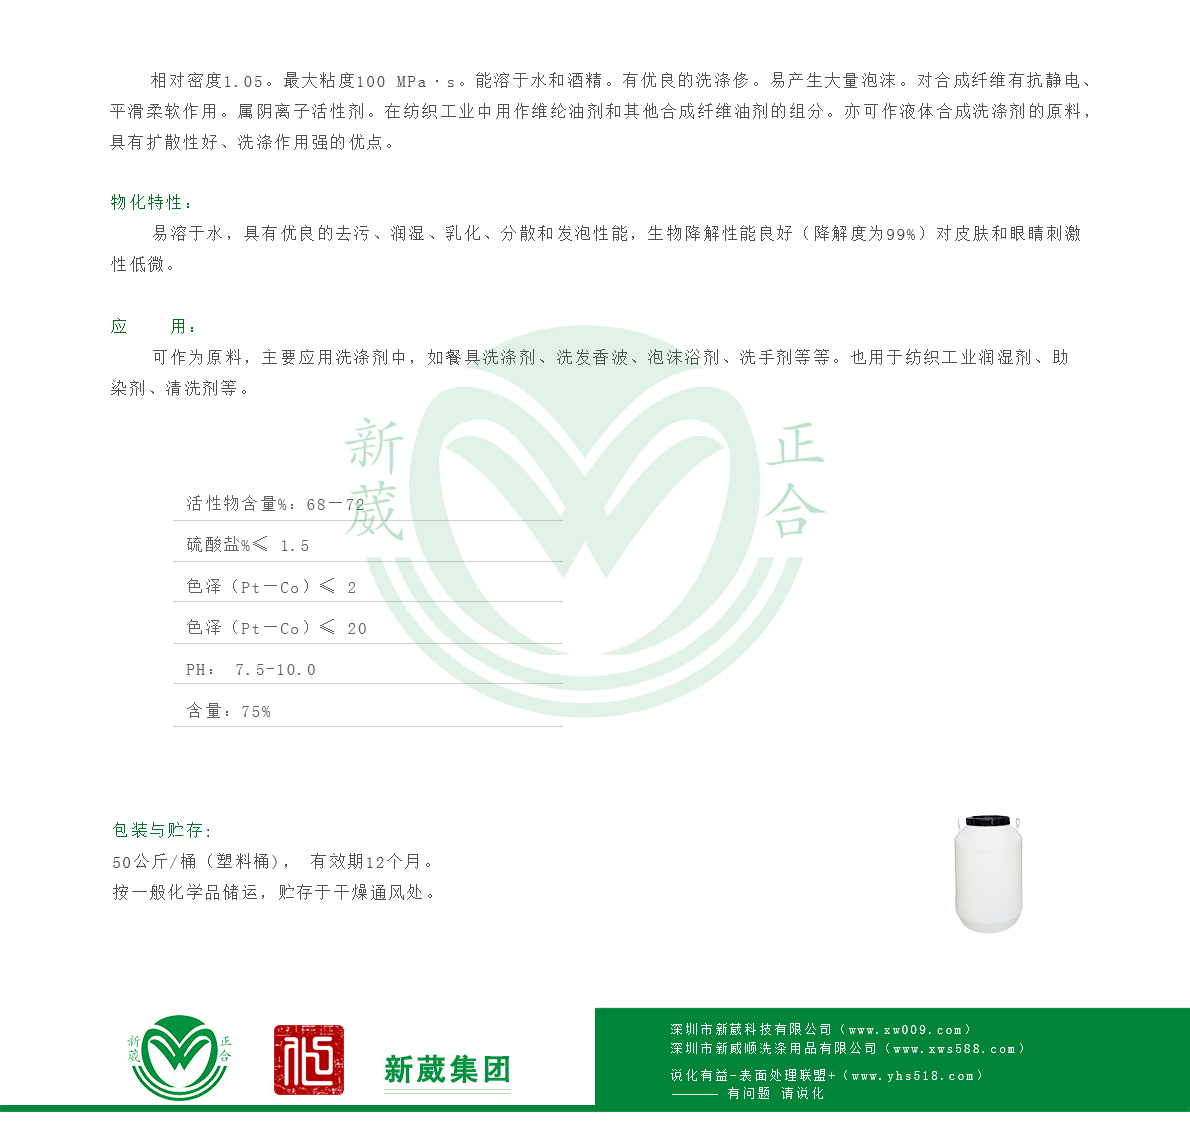 相对密度1.05。最大粘度100 MPa·s。能溶于水和酒精。有优良的洗涤修。易产生大量泡沫。对合成纤维有抗静电、
平滑柔软作用。属阴离子活性剂。在纺织工业中用作维纶油剂和其他合成纤维油剂的组分。亦可作液体合成洗涤剂的原料，
具有扩散性好、洗涤作用强的优点。
物化特性：
易溶于水，具有优良的去污、润湿、乳化、分散和发泡性能，生物降解性能良好（降解度为99%）对皮肤和眼睛刺激
性低微。
应 用：
可作为原料，主要应用洗涤剂中，如餐具洗涤剂、洗发香波、泡沫浴剂、洗手剂等等。也用于纺织工业润湿剂、助
染剂、清洗剂等。
新葳
正合
活性物含量%：68—72
硫酸盐%≤ 1.5
色泽（Pt—Co）≤ 2
色泽（Pt—Co）≤ 20
PH： 7.5-10.0
含量：75%
包装与贮存:
50公斤/桶（塑料桶）， 有效期12个月。
按一般化学品储运，贮存于干燥通风处。
新葳
正合
新葳集团
深圳市新葳科技有限公司（www.xw009.com）
深圳市新威顺洗涤用品有限公司（www.xws588.com）
说化有益-表面处理联盟+（www.yhs518.com）
—— 有问题 请说化